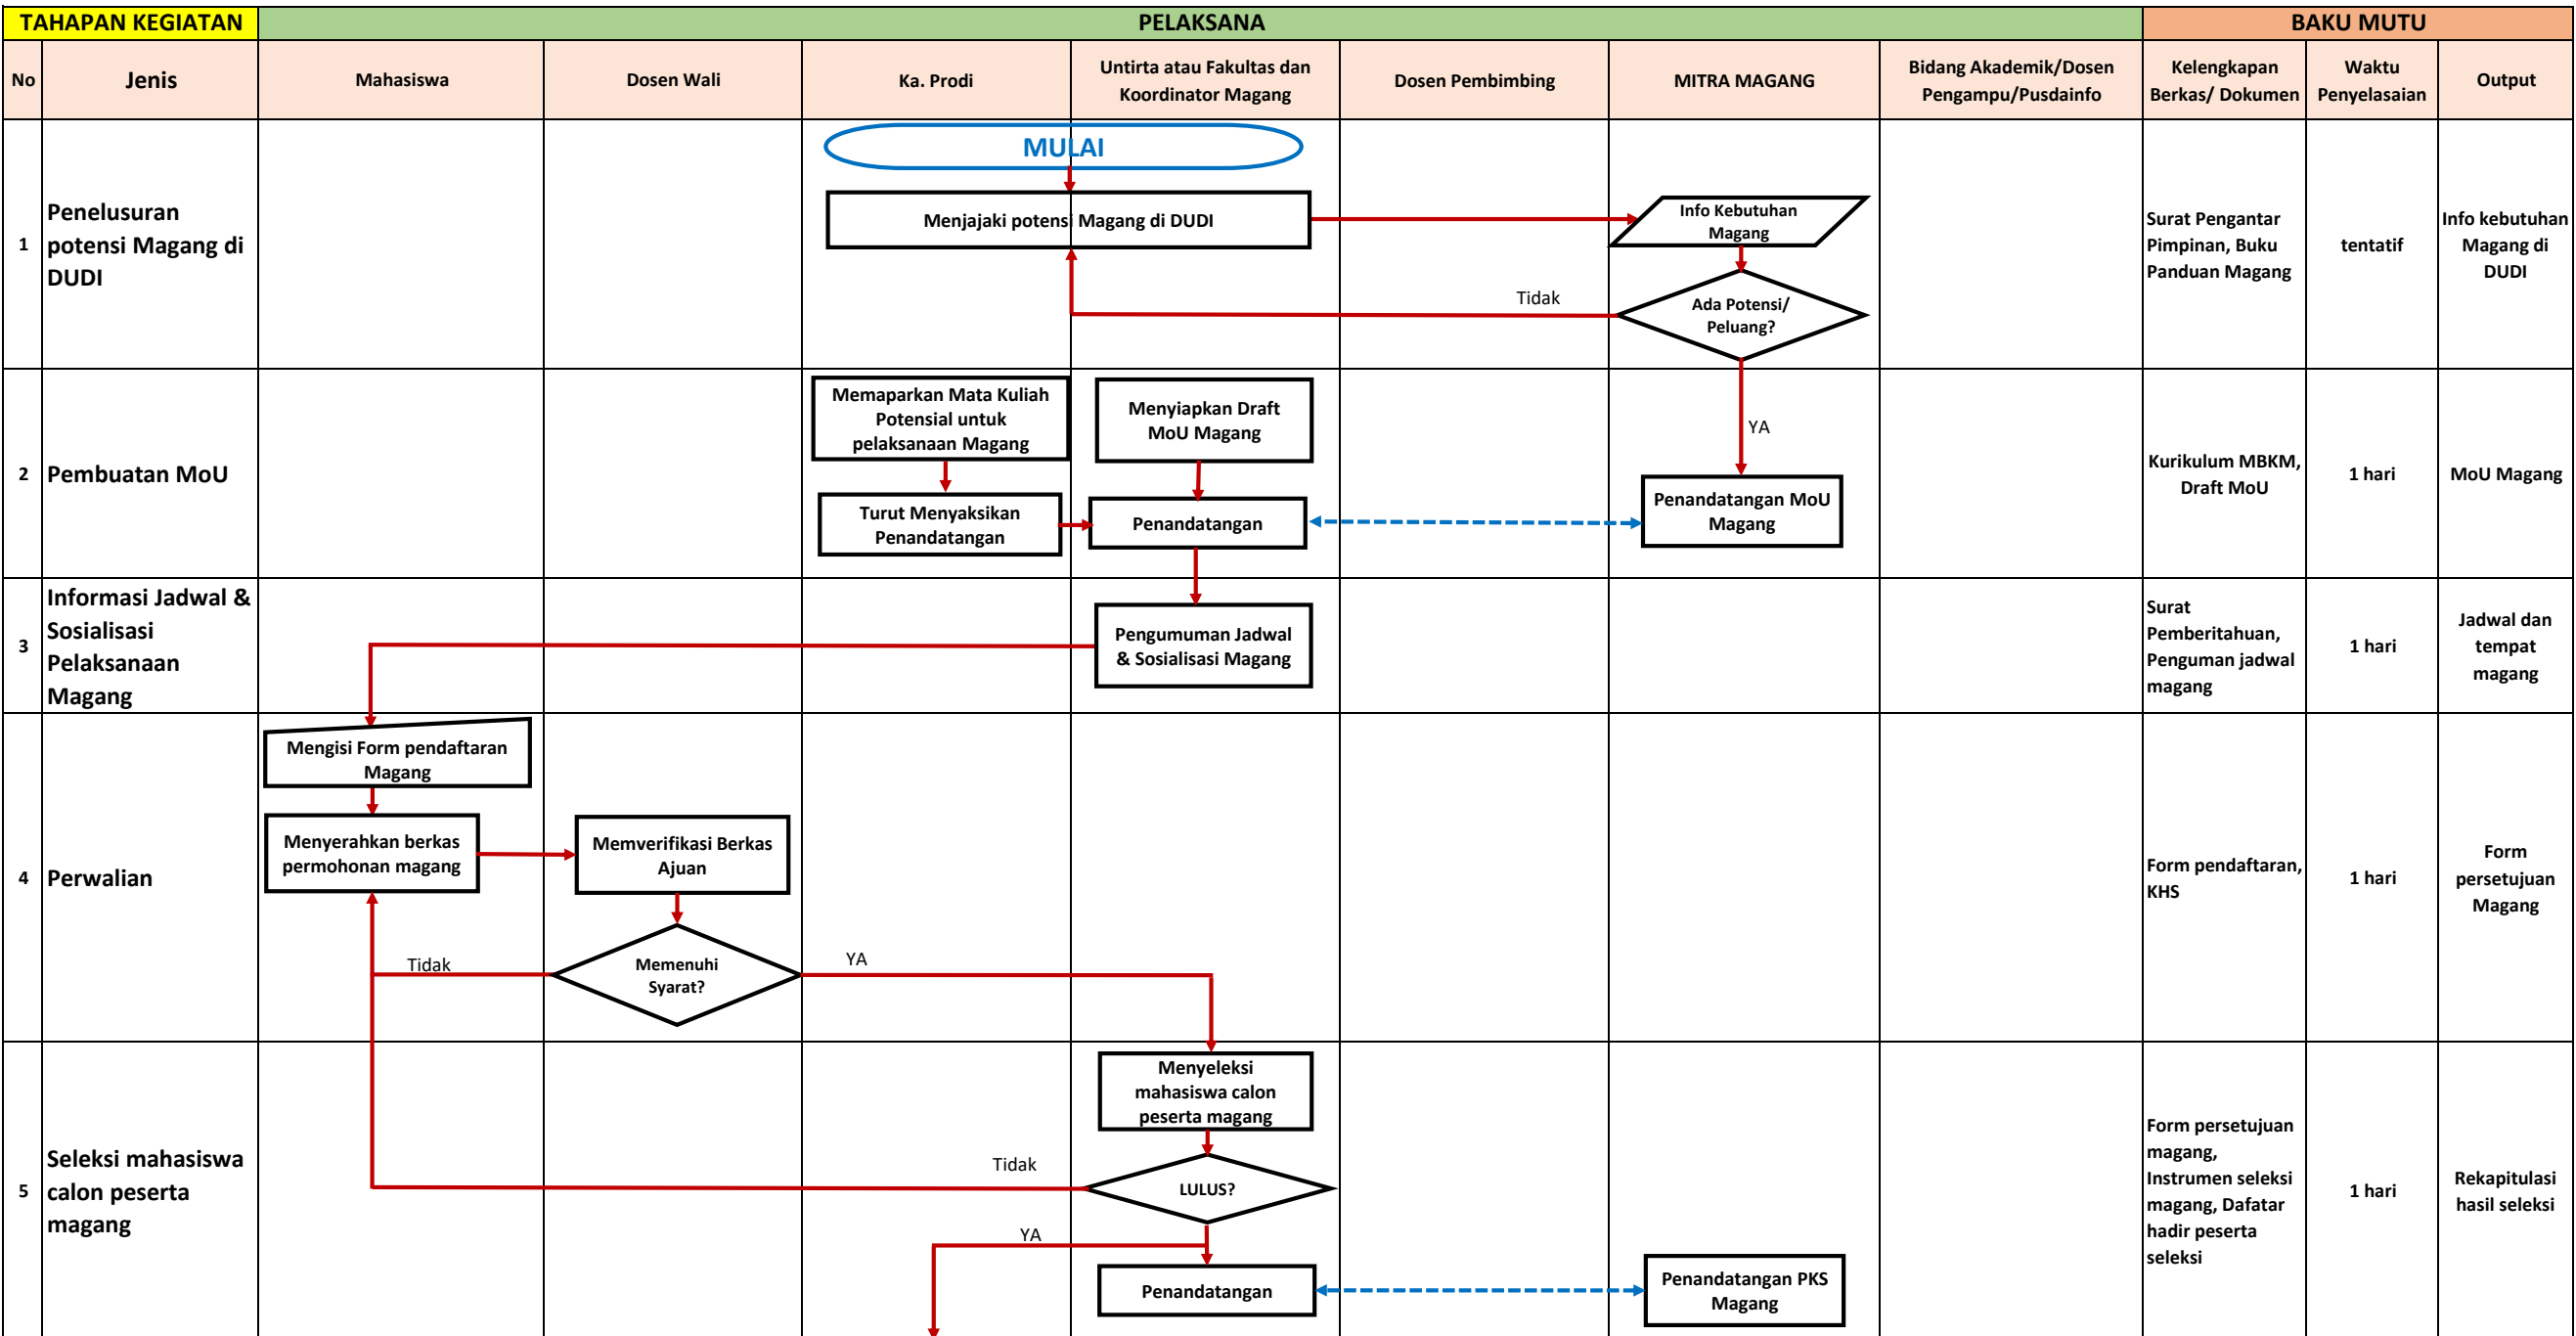 TAHAPAN KEGIATAN
PELAKSANA
BAKU MUTU
No
Jenis
Mahasiswa
Dosen Wali
Ka. Prodi
Untirta atau Fakultas dan
Koordinator Magang
Dosen Pembimbing
MITRA MAGANG
Bidang Akademik/Dosen
Pengampu/Pusdainfo
Kelengkapan
Berkas/ Dokumen
Waktu
Penyelasaian
Output
1
Penelusuran
potensi Magang di
DUDI
MULAI
Menjajaki potensi Magang di DUDI
Info Kebutuhan
Magang
Tidak
Ada Potensi/
Peluang?
Surat Pengantar
Pimpinan, Buku
Panduan Magang
tentatif
Info kebutuhan
Magang di
DUDI
2
Pembuatan MoU
Memaparkan Mata Kuliah
Potensial untuk
pelaksanaan Magang
Menyiapkan Draft
MoU Magang
YA
Turut Menyaksikan
Penandatangan
Penandatangan
Penandatangan MoU
Magang
Kurikulum MBKM,
Draft MoU
1 hari
MoU Magang
3
Informasi Jadwal &
Sosialisasi
Pelaksanaan
Magang
Pengumuman Jadwal
& Sosialisasi Magang
Surat
Pemberitahuan,
Penguman jadwal
magang
1 hari
Jadwal dan
tempat
magang
4
Perwalian
Mengisi Form pendaftaran
Magang
Menyerahkan berkas
permohonan magang
Memverifikasi Berkas
Ajuan
Tidak
Memenuhi
Syarat?
YA
Form pendaftaran,
KHS
1 hari
Form
persetujuan
Magang
5
Seleksi mahasiswa
calon peserta
magang
Menyeleksi
mahasiswa calon
peserta magang
Tidak
LULUS?
YA
Penandatangan
Penandatangan PKS
Magang
Form persetujuan
magang,
Instrumen seleksi
magang, Dafatar
hadir peserta
seleksi
1 hari
Rekapitulasi
hasil seleksi